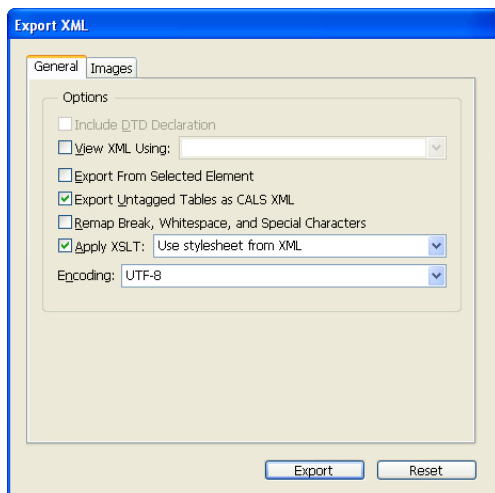 Export XML
General Images
Options
Include DTD Declaration
View XML Using:
Export From Selected Element
Export Untagged Tables as CALS XML
Remap Break, Whitespace, and Special Characters
Apply XSLT: Use stylesheet from XML
Encoding: UTF-8
Export Reset